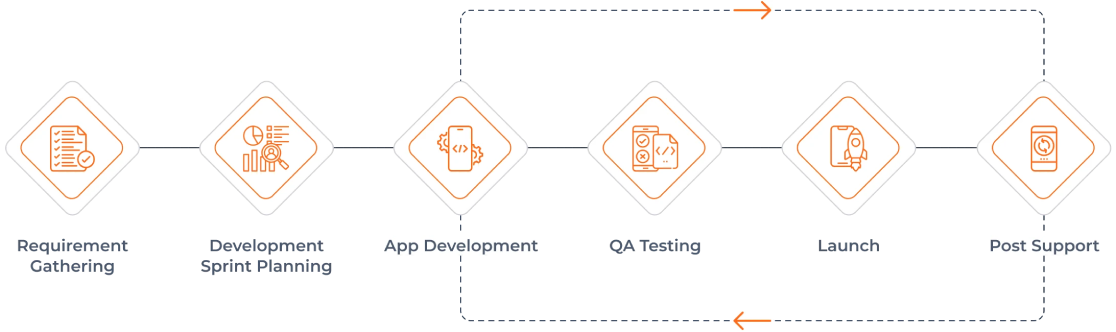 Requirement
Gathering
Development
Sprint Planning
App Development
QA Testing
Launch
Post Support